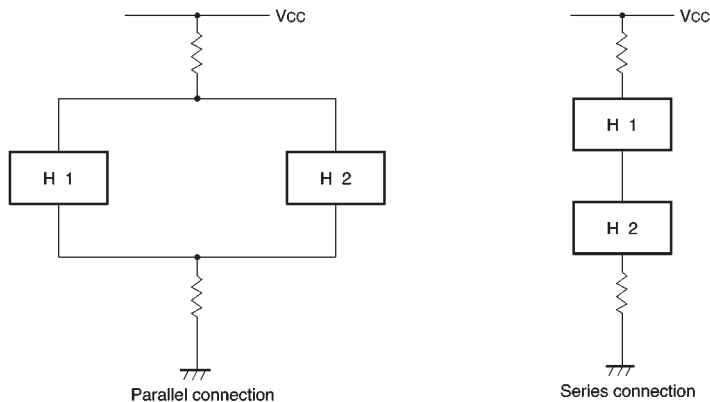 VCC
H 1
H 2
Parallel connection
VCC
H 1
H 2
Series connection